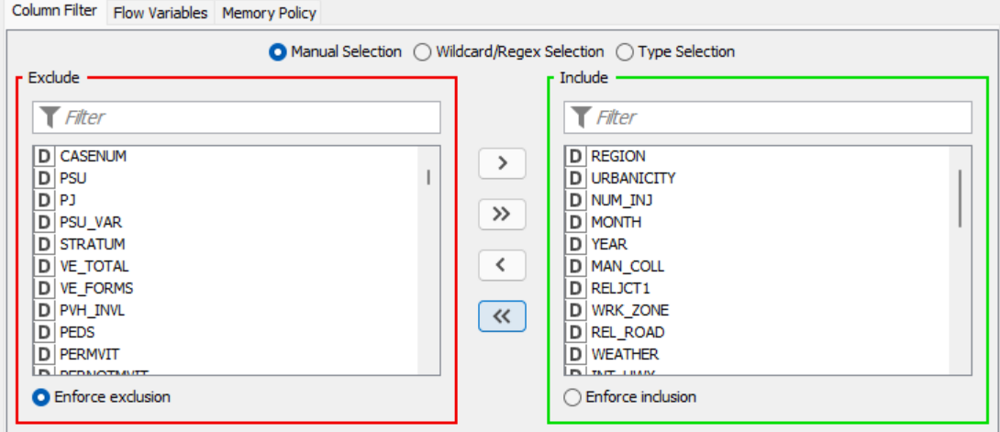 Column Filter Flow Variables Memory Policy
Manual Selection Wildcard/Regex Selection Type Selection
Exclude
Filter
D CASENUM
D PSU
D PJ
D PSU_VAR
D STRATUM
D VE_TOTAL
D VE_FORMS
D PVH_INVL
D PEDS
D PERMVIT
D PERNOTMVIT
Enforce exclusion
>
>>
<
<<
Include
Filter
D REGION
D URBANICITY
D NUM_INJ
D MONTH
D YEAR
D MAN_COLL
D RELJCT1
D WRK_ZONE
D REL_ROAD
D WEATHER
D INT_HWY
Enforce inclusion